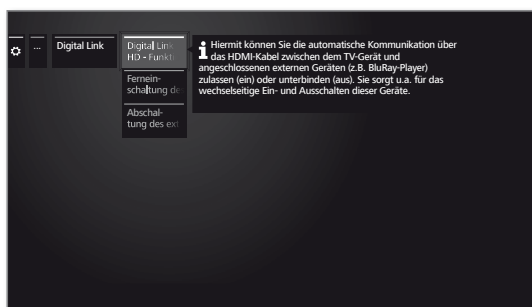 ...
Digital Link
Digital Link
HD - Funkti
Fernein-
schaltung de
Abschal-
tung des ext
Hiermit können Sie die automatische Kommunikation über
das HDMI-Kabel zwischen dem TV-Gerät und
angeschlossenen externen Geräten (z.B. BluRay-Player)
zulassen (ein) oder unterbinden (aus). Sie sorgt u.a. für das
wechselseitige Ein- und Ausschalten dieser Geräte.